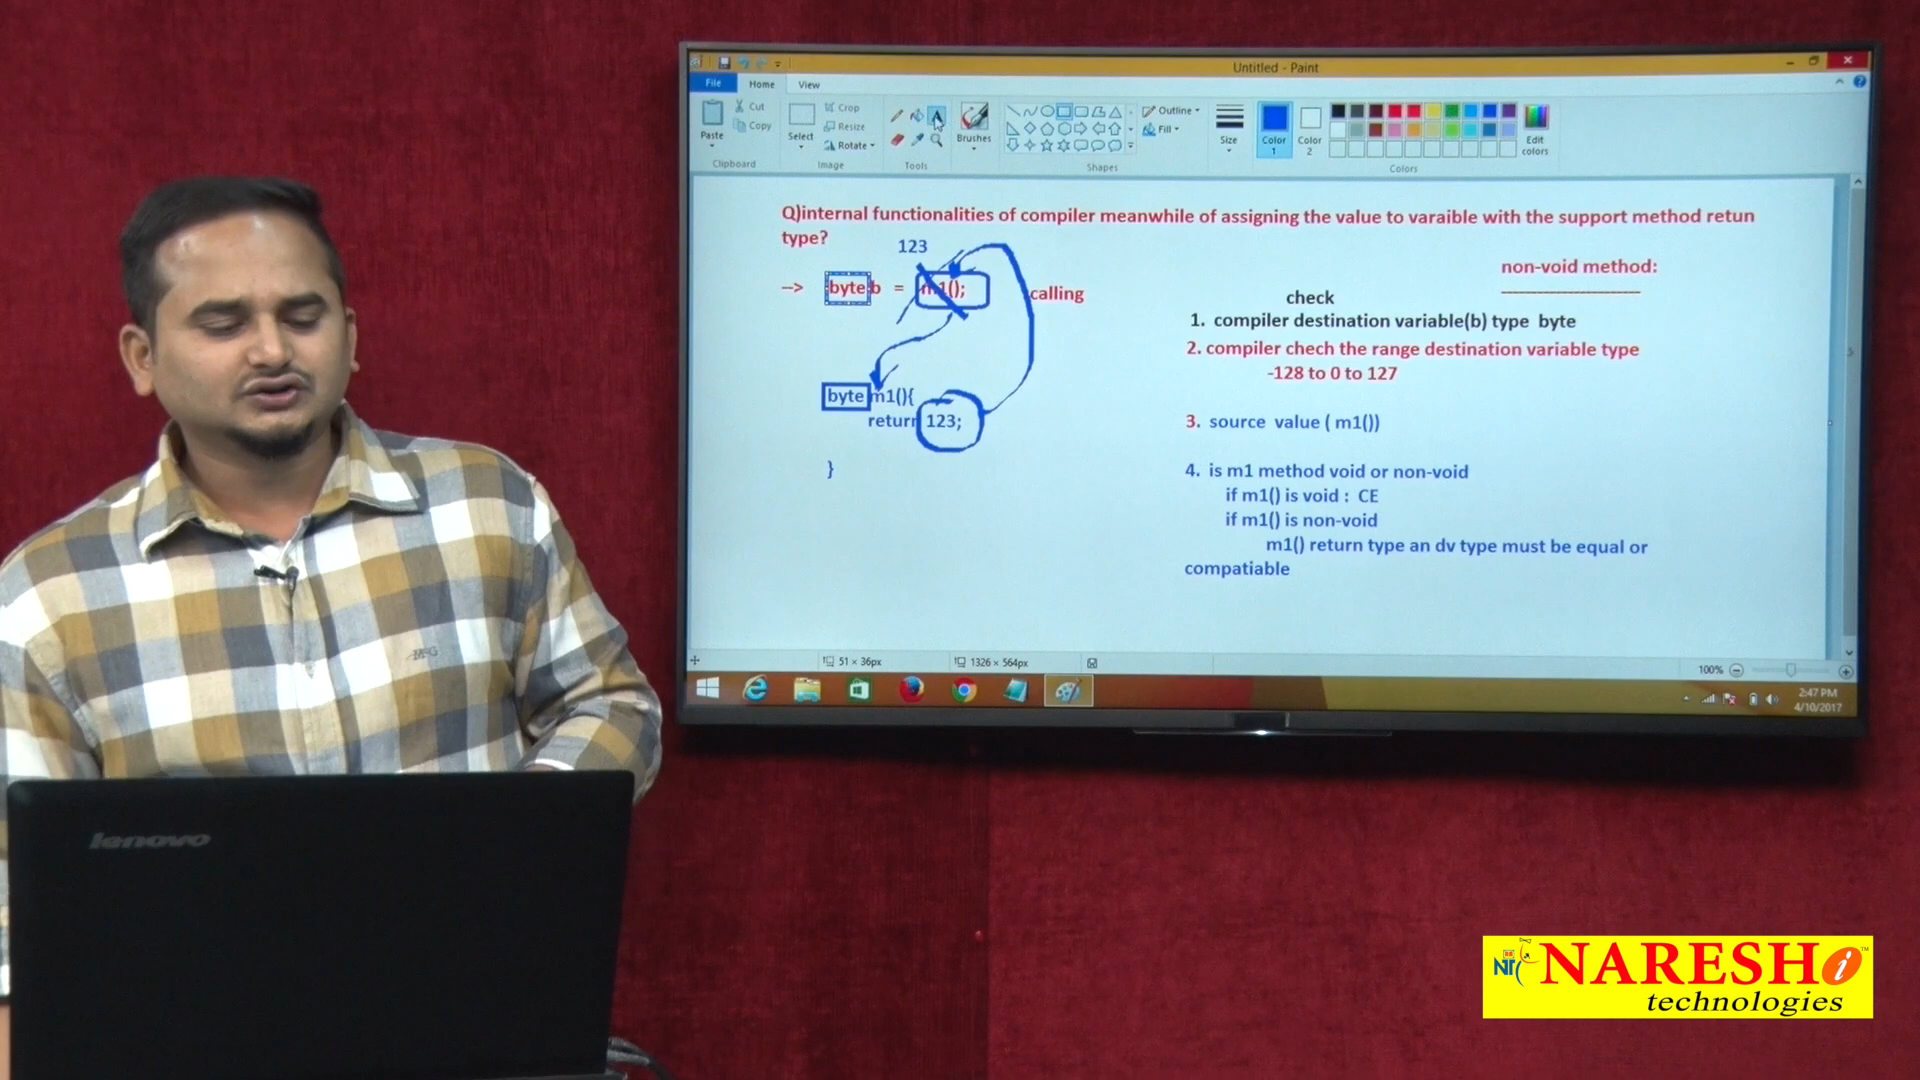 Untitled - Paint
File
Home
View
Paste
Cut
Copy
Clipboard
Select
Crop
Resize
Rotate
Image
Tools
Brushes
Shapes
Outline
Fill
Size
Color 1
Color 2
Edit colors
Colors
Q)internal functionalities of compiler meanwhile of assigning the value to varaible with the support method retun
type?
123
—> byte b = m1();
calling
byte m1(){
return 123;
}
non-void method:
check
1. compiler destination variable(b) type byte
2. compiler chech the range destination variable type
-128 to 0 to 127
3. source value ( m1())
4. is m1 method void or non-void
if m1() is void : CE
if m1() is non-void
m1() return type an dv type must be equal or
compatiable
51 × 36px
1326 × 564px
100%
2:47 PM
4/10/2017
lenovo
NT
NARESH i ™
technologies